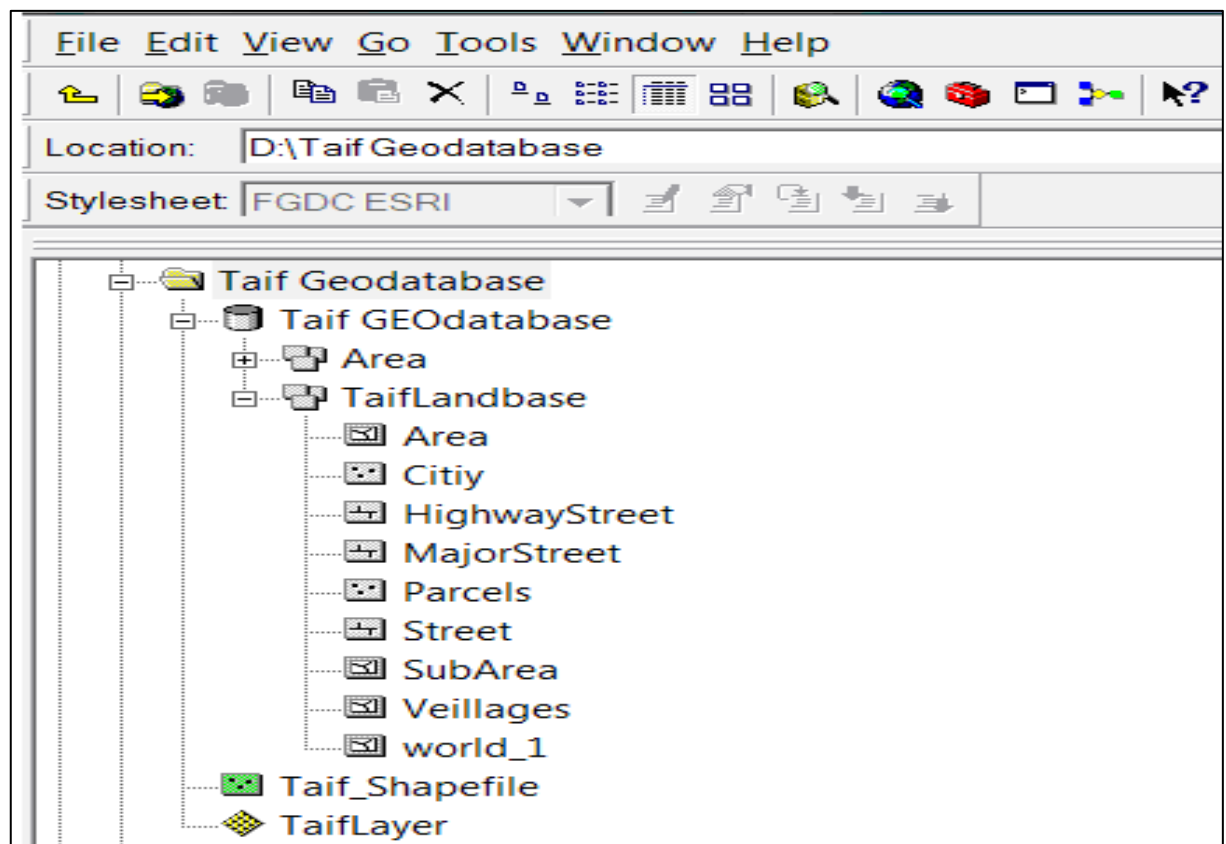 File Edit View Go Tools Window Help
Location: D:\Taif Geodatabase
Stylesheet: FGDC ESRI
Taif Geodatabase
Taif GEOdatabase
Area
TaifLandbase
Area
Citiy
HighwayStreet
MajorStreet
Parcels
Street
SubArea
Veillages
world_1
Taif_Shapefile
TaifLayer